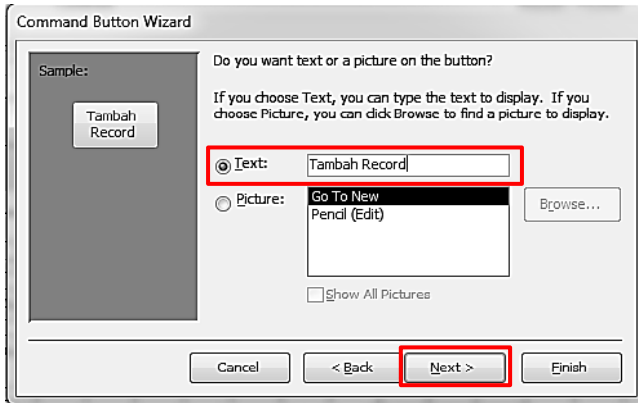 Command Button Wizard
Sample:
Tambah
Record
Do you want text or a picture on the button?
If you choose Text, you can type the text to display. If you
choose Picture, you can click Browse to find a picture to display.
Text:
Tambah Record
Picture:
Go To New
Pencil (Edit)
Browse...
Show All Pictures
Cancel
< Back
Next >
Finish